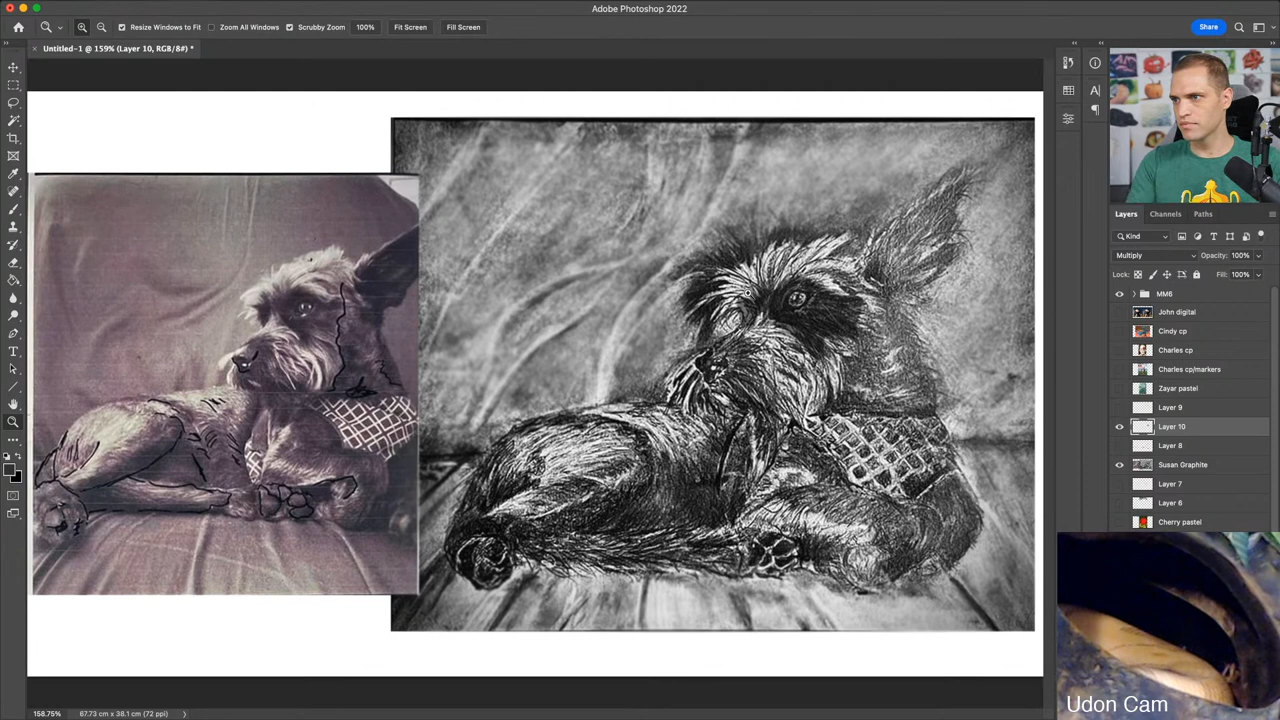 Adobe Photoshop 2022
Resize Windows to Fit
Zoom All Windows
Scrubby Zoom
100%
Fit Screen
Fill Screen
Share
Untitled-1 @ 159% (Layer 10, RGB/8#) *
Layers
Channels
Paths
Kind
Multiply
Opacity: 100%
Lock:
Fill: 100%
MM6
John digital
Cindy cp
Charles cp
Charles cp/markers
Zayar pastel
Layer 9
Layer 10
Layer 8
Susan Graphite
Layer 7
Layer 6
Cherry pastel
Udon Cam
158.75%
67.73 cm x 38.1 cm (72 ppi)